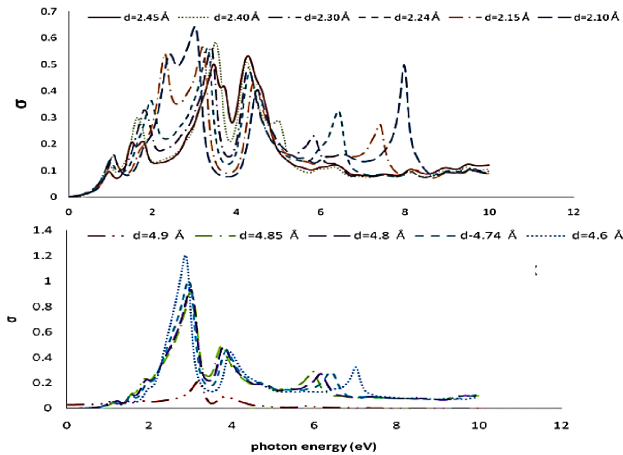 d=2.45 Å d=2.40 Å d=2.30 Å d=2.24 Å d=2.15 Å d=2.10 Å
0.7
0.6
0.5
0.4
0.3
0.2
0.1
0
σ
0 2 4 6 8 10 12
d=4.9 Å d=4.85 Å d=4.8 Å d-4.74 Å d=4.6 Å
1.4
1.2
1
0.8
0.6
0.4
0.2
0
σ
0 2 4 6 8 10 12
photon energy (eV)